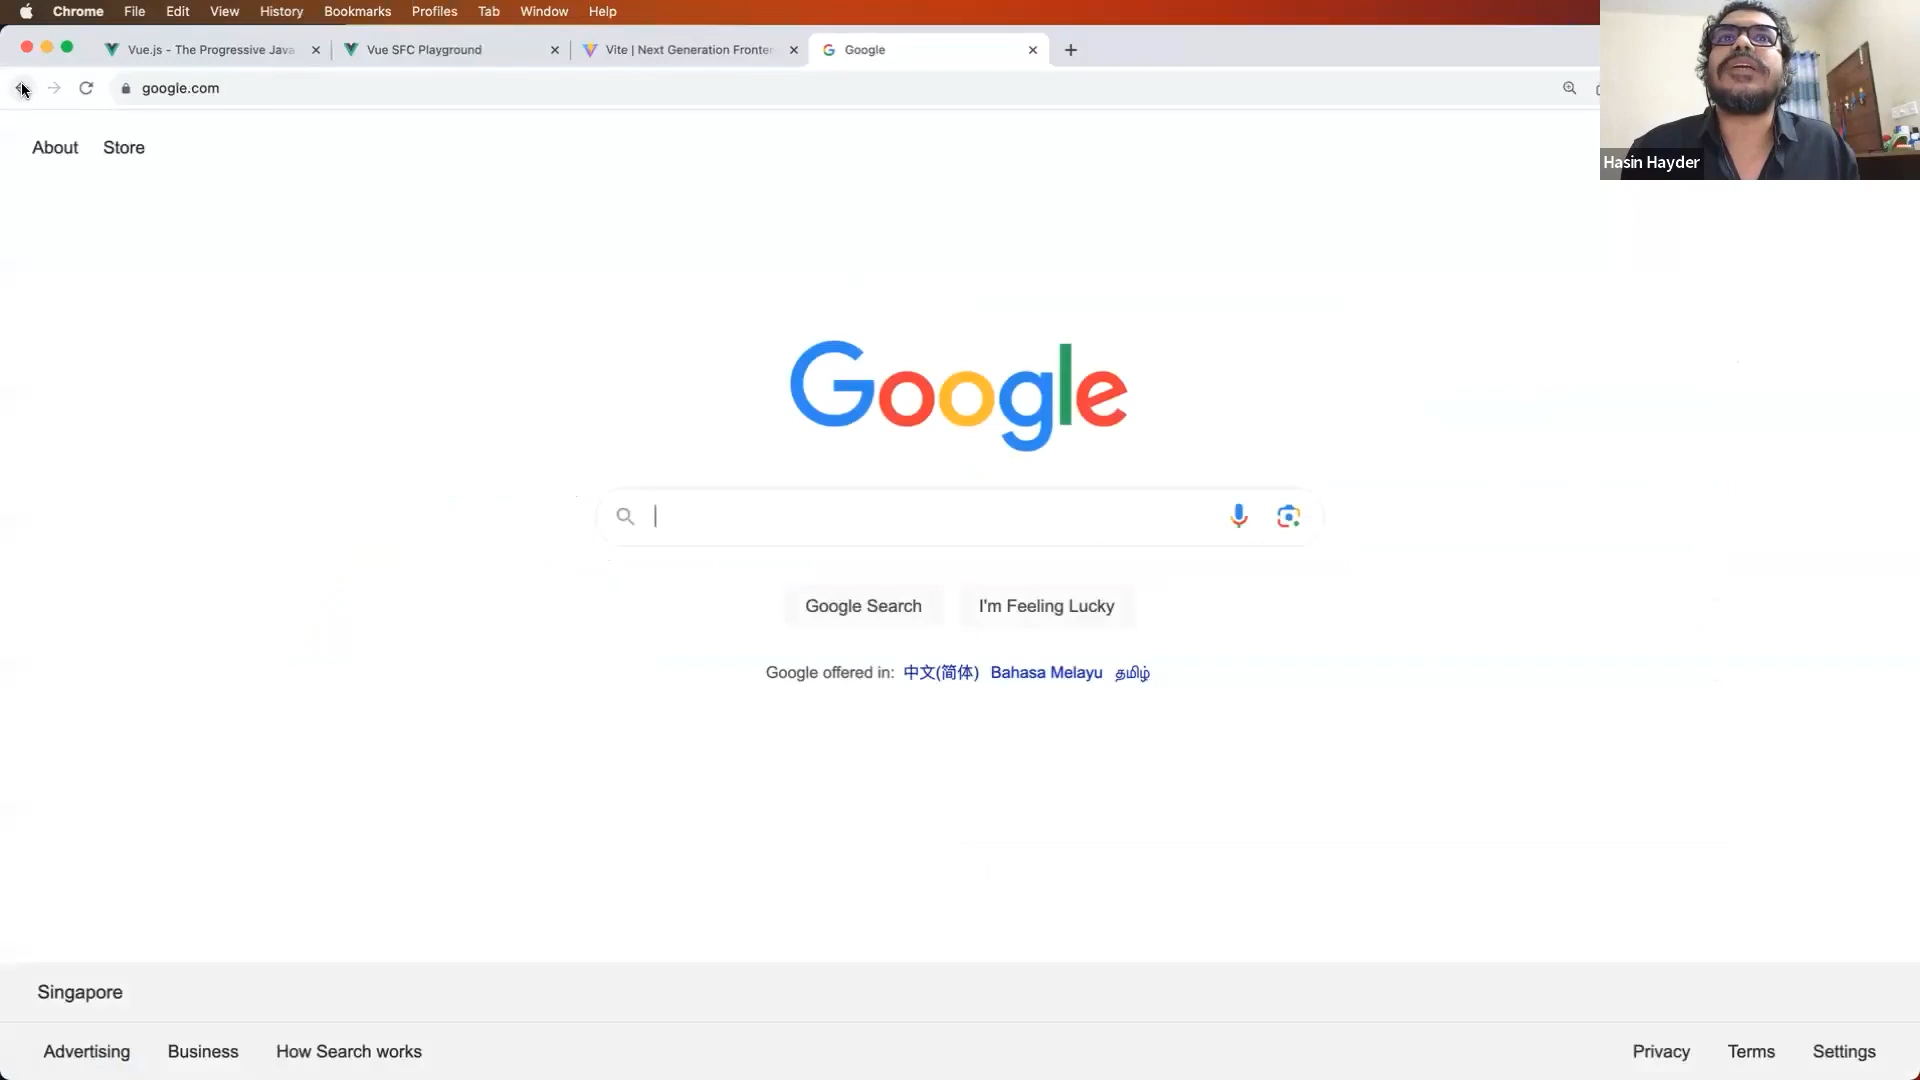 Chrome File Edit View History Bookmarks Profiles Tab Window Help
Vue.js - The Progressive Java Vue SFC Playground Vite | Next Generation Fronten Google
google.com
Hasin Hayder
About Store
Google
Google Search I'm Feeling Lucky
Google offered in: 中文(简体) Bahasa Melayu தமிழ்
Singapore
Advertising Business How Search works Privacy Terms Settings